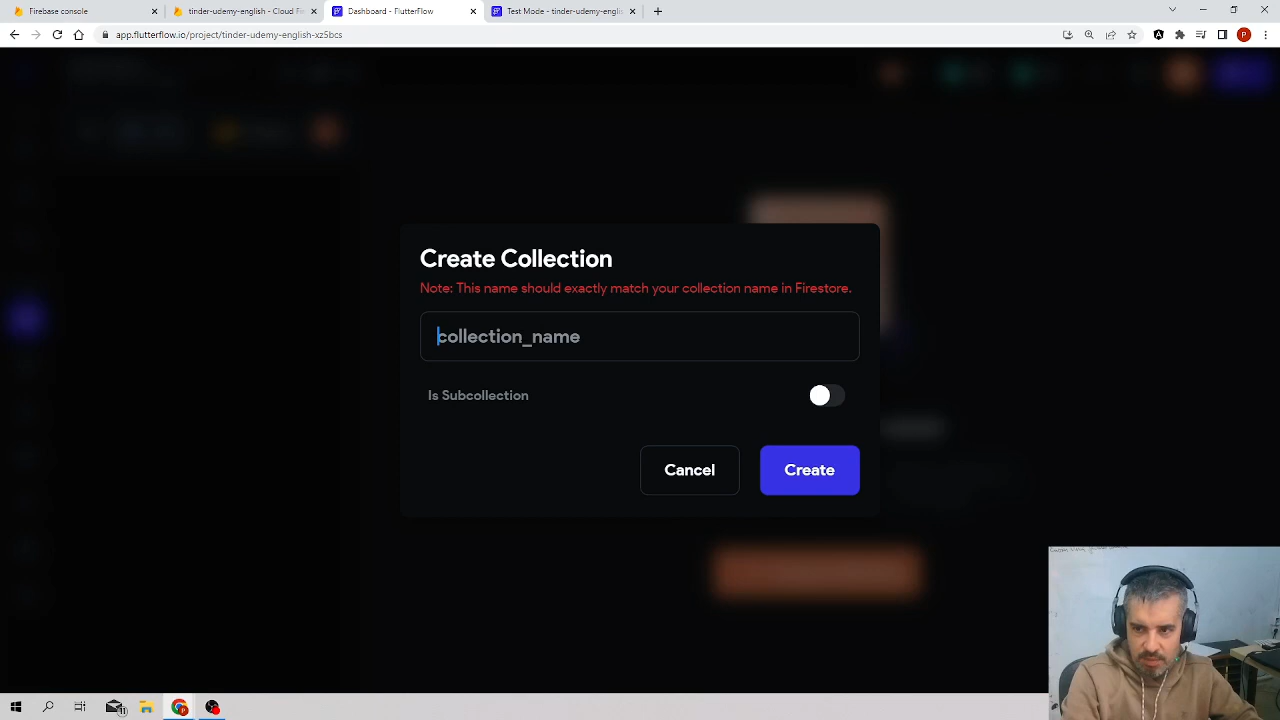 Firebase console
tinder-udemy-english - Cloud Fi
Dashboard - FlutterFlow
Test Mode - tinder-udemy-englis
app.flutterflow.io/project/tinder-udemy-english-xz5bcs
P
Create Collection
Note: This name should exactly match your collection name in Firestore.
collection_name
Is Subcollection
Cancel
Create